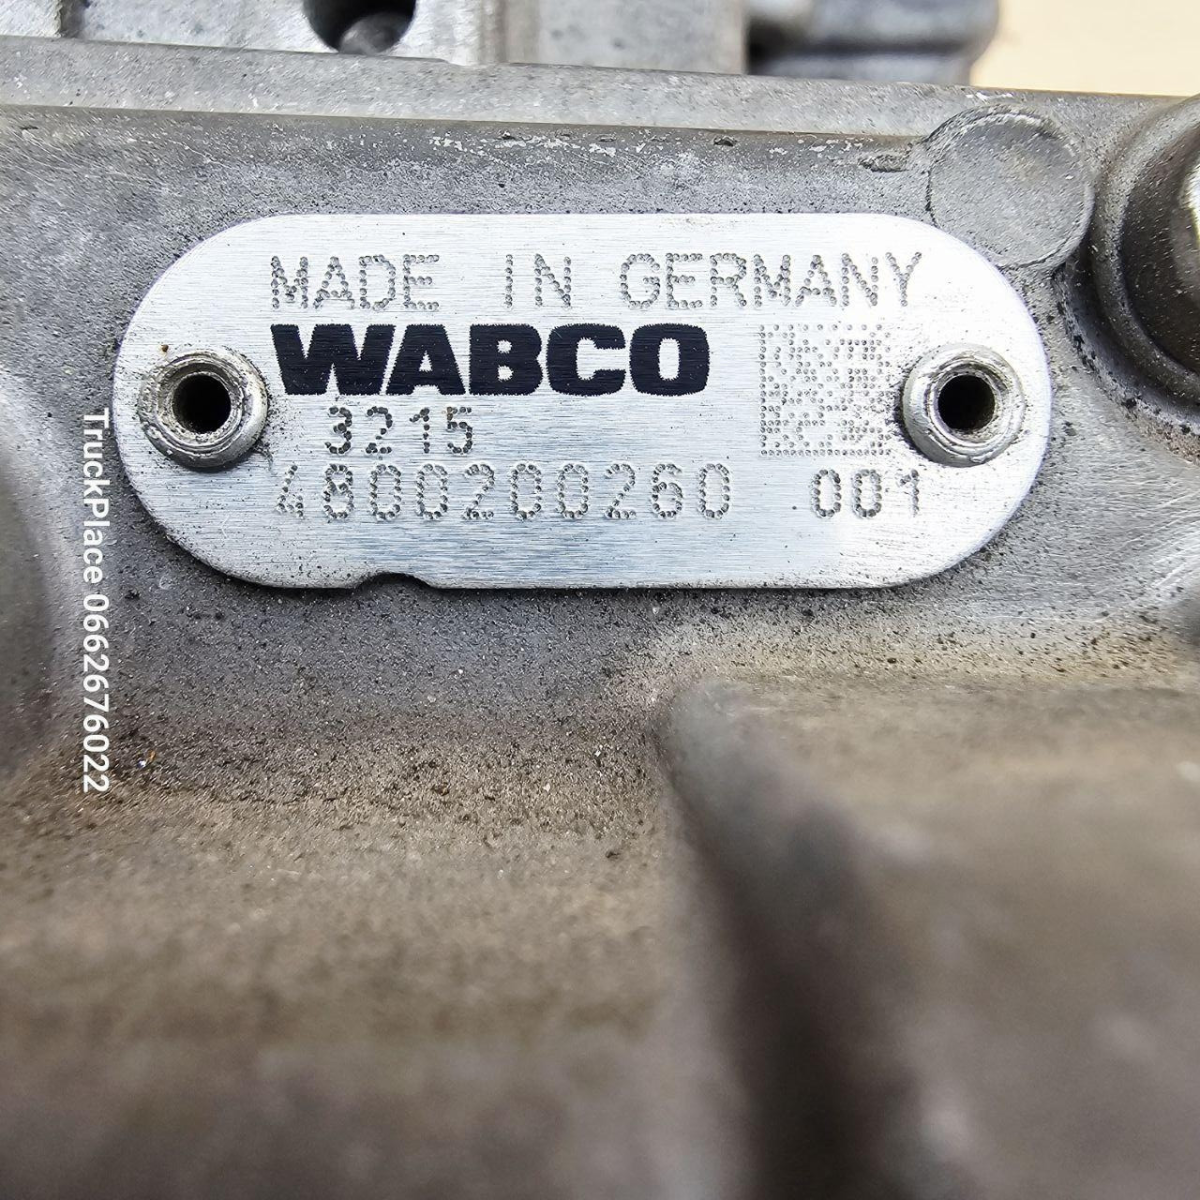 MADE IN GERMANY
WABCO
3215
4800200260 001
TruckPlace 0662676022